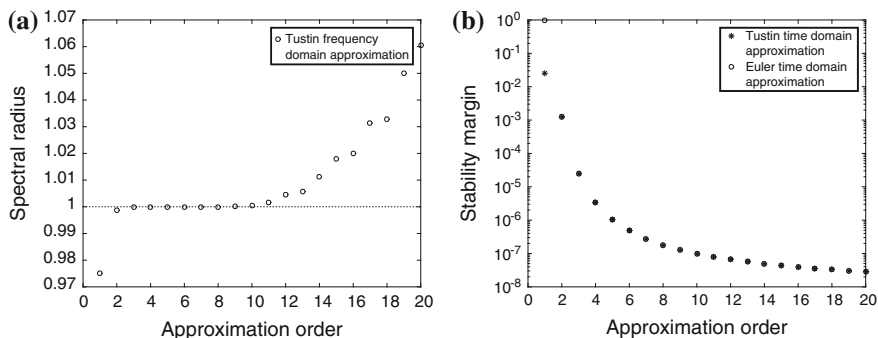 (a)
1.07
1.06
1.05
1.04
1.03
1.02
1.01
1
0.99
0.98
0.97
Spectral radius
Tustin frequency
domain approximation
0 2 4 6 8 10 12 14 16 18 20
Approximation order
(b)
10^0
10^-1
10^-2
10^-3
10^-4
10^-5
10^-6
10^-7
10^-8
Stability margin
Tustin time domain
approximation
Euler time domain
approximation
0 2 4 6 8 10 12 14 16 18 20
Approximation order